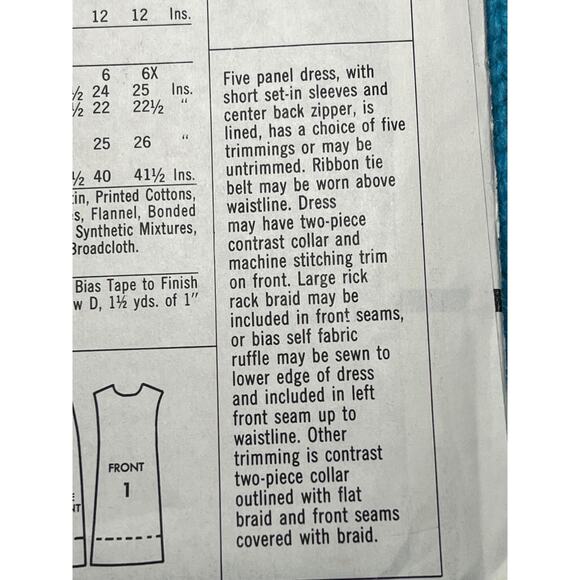 12 12 Ins.
6 6X
½ 24 25 Ins.
½ 22 22½ "
25 26 "
½ 40 41½ Ins.
Printed Cottons,
Flannel, Bonded
Synthetic Mixtures,
Broadcloth.
Bias Tape to Finish
D, 1½ yds. of 1"
FRONT
1
Five panel dress, with
short set-in sleeves and
center back zipper, is
lined, has a choice of five
trimmings or may be
untrimmed. Ribbon tie
belt may be worn above
waistline. Dress
may have two-piece
contrast collar and
machine stitching trim
on front. Large rick
rack braid may be
included in front seams,
or bias self fabric
ruffle may be sewn to
lower edge of dress
and included in left
front seam up to
waistline. Other
trimming is contrast
two-piece collar
outlined with flat
braid and front seams
covered with braid.